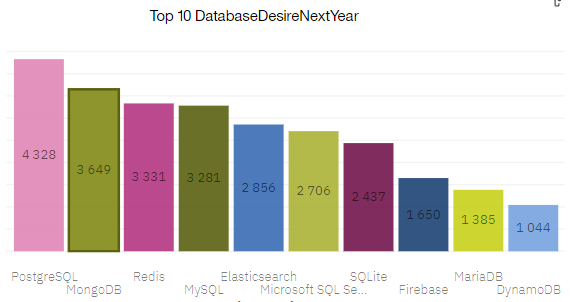 Top 10 DatabaseDesireNextYear
4 328
3 649
3 331
3 281
2 856
2 706
2 437
1 650
1 385
1 044
PostgreSQL
MongoDB
Redis
MySQL
Elasticsearch
Microsoft SQL Se...
SQLite
Firebase
MariaDB
DynamoDB